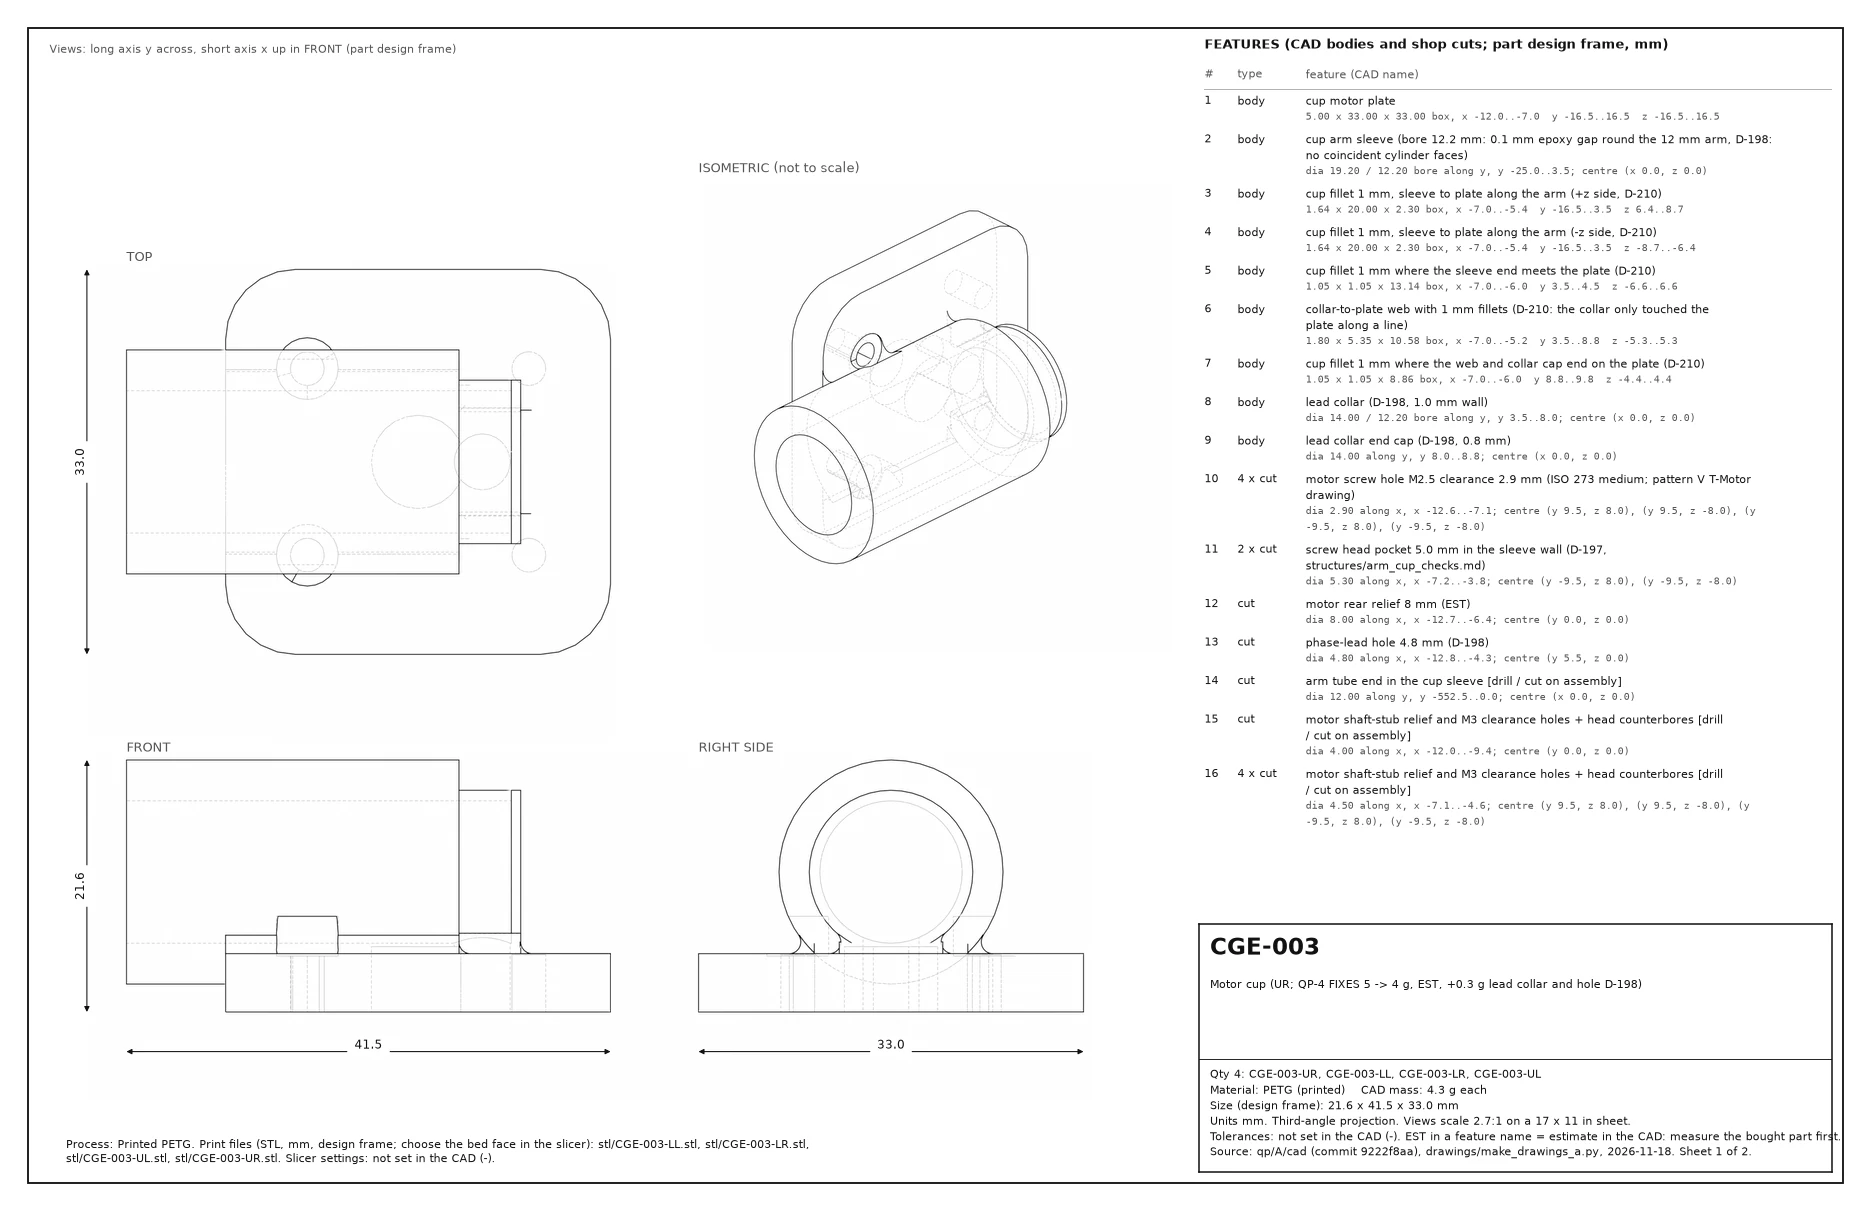 Views: long axis y across, short axis x up in FRONT (part design frame)
TOP
33.0
ISOMETRIC (not to scale)
FRONT
21.6
41.5
RIGHT SIDE
33.0
Process: Printed PETG. Print files (STL, mm, design frame; choose the bed face in the slicer): stl/CGE-003-LL.stl, stl/CGE-003-LR.stl,
stl/CGE-003-UL.stl, stl/CGE-003-UR.stl. Slicer settings: not set in the CAD (-).
FEATURES (CAD bodies and shop cuts; part design frame, mm)
# type feature (CAD name)
1 body cup motor plate
5.00 x 33.00 x 33.00 box, x -12.0..-7.0 y -16.5..16.5 z -16.5..16.5
2 body cup arm sleeve (bore 12.2 mm: 0.1 mm epoxy gap round the 12 mm arm, D-198:
no coincident cylinder faces)
dia 19.20 / 12.20 bore along y, y -25.0..3.5; centre (x 0.0, z 0.0)
3 body cup fillet 1 mm, sleeve to plate along the arm (+z side, D-210)
1.64 x 20.00 x 2.30 box, x -7.0..-5.4 y -16.5..3.5 z 6.4..8.7
4 body cup fillet 1 mm, sleeve to plate along the arm (-z side, D-210)
1.64 x 20.00 x 2.30 box, x -7.0..-5.4 y -16.5..3.5 z -8.7..-6.4
5 body cup fillet 1 mm where the sleeve end meets the plate (D-210)
1.05 x 1.05 x 13.14 box, x -7.0..-6.0 y 3.5..4.5 z -6.6..6.6
6 body collar-to-plate web with 1 mm fillets (D-210: the collar only touched the
plate along a line)
1.80 x 5.35 x 10.58 box, x -7.0..-5.2 y 3.5..8.8 z -5.3..5.3
7 body cup fillet 1 mm where the web and collar cap end on the plate (D-210)
1.05 x 1.05 x 8.86 box, x -7.0..-6.0 y 8.8..9.8 z -4.4..4.4
8 body lead collar (D-198, 1.0 mm wall)
dia 14.00 / 12.20 bore along y, y 3.5..8.0; centre (x 0.0, z 0.0)
9 body lead collar end cap (D-198, 0.8 mm)
dia 14.00 along y, y 8.0..8.8; centre (x 0.0, z 0.0)
10 4 x cut motor screw hole M2.5 clearance 2.9 mm (ISO 273 medium; pattern V T-Motor
drawing)
dia 2.90 along x, x -12.6..-7.1; centre (y 9.5, z 8.0), (y 9.5, z -8.0), (y
-9.5, z 8.0), (y -9.5, z -8.0)
11 2 x cut screw head pocket 5.0 mm in the sleeve wall (D-197,
structures/arm_cup_checks.md)
dia 5.30 along x, x -7.2..-3.8; centre (y -9.5, z 8.0), (y -9.5, z -8.0)
12 cut motor rear relief 8 mm (EST)
dia 8.00 along x, x -12.7..-6.4; centre (y 0.0, z 0.0)
13 cut phase-lead hole 4.8 mm (D-198)
dia 4.80 along x, x -12.8..-4.3; centre (y 5.5, z 0.0)
14 cut arm tube end in the cup sleeve [drill / cut on assembly]
dia 12.00 along y, y -552.5..0.0; centre (x 0.0, z 0.0)
15 cut motor shaft-stub relief and M3 clearance holes + head counterbores [drill
/ cut on assembly]
dia 4.00 along x, x -12.0..-9.4; centre (y 0.0, z 0.0)
16 4 x cut motor shaft-stub relief and M3 clearance holes + head counterbores [drill
/ cut on assembly]
dia 4.50 along x, x -7.1..-4.6; centre (y 9.5, z 8.0), (y 9.5, z -8.0), (y
-9.5, z 8.0), (y -9.5, z -8.0)
CGE-003
Motor cup (UR; QP-4 FIXES 5 -> 4 g, EST, +0.3 g lead collar and hole D-198)
Qty 4: CGE-003-UR, CGE-003-LL, CGE-003-LR, CGE-003-UL
Material: PETG (printed) CAD mass: 4.3 g each
Size (design frame): 21.6 x 41.5 x 33.0 mm
Units mm. Third-angle projection. Views scale 2.7:1 on a 17 x 11 in sheet.
Tolerances: not set in the CAD (-). EST in a feature name = estimate in the CAD: measure the bought part first.
Source: qp/A/cad (commit 9222f8aa), drawings/make_drawings_a.py, 2026-11-18. Sheet 1 of 2.